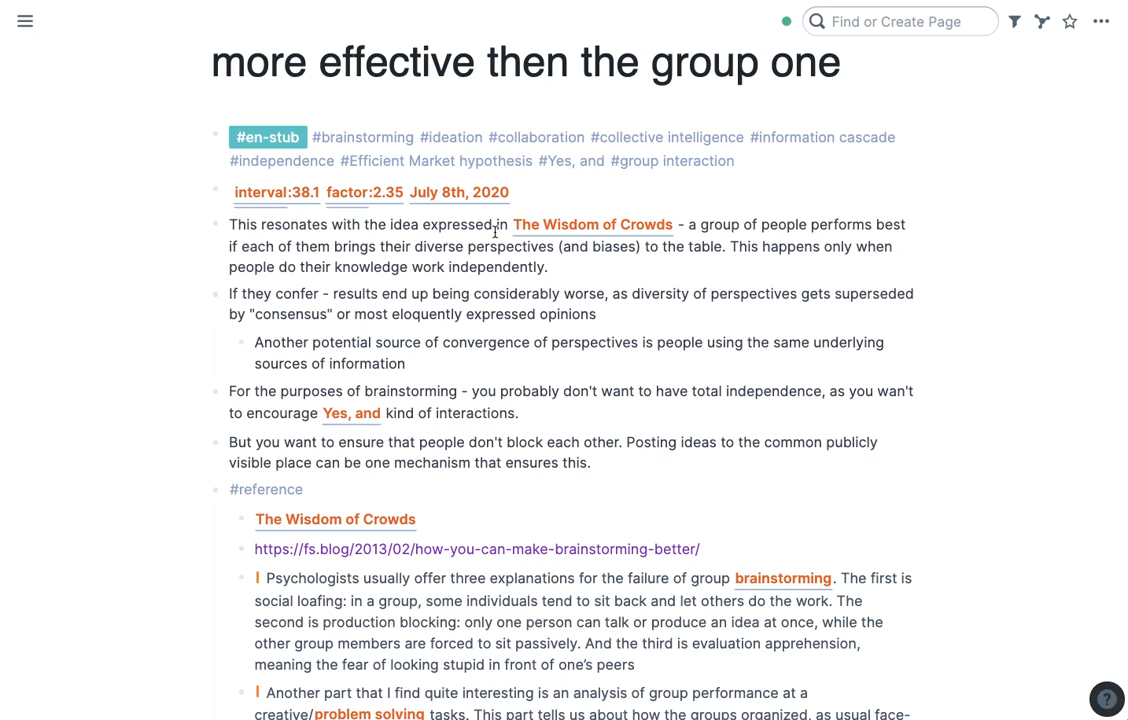 Find or Create Page
more effective then the group one
#en-stub #brainstorming #ideation #collaboration #collective intelligence #information cascade
#independence #Efficient Market hypothesis #Yes, and #group interaction
interval:38.1 factor:2.35 July 8th, 2020
This resonates with the idea expressed in The Wisdom of Crowds - a group of people performs best
if each of them brings their diverse perspectives (and biases) to the table. This happens only when
people do their knowledge work independently.
If they confer - results end up being considerably worse, as diversity of perspectives gets superseded
by "consensus" or most eloquently expressed opinions
Another potential source of convergence of perspectives is people using the same underlying
sources of information
For the purposes of brainstorming - you probably don't want to have total independence, as you wan't
to encourage Yes, and kind of interactions.
But you want to ensure that people don't block each other. Posting ideas to the common publicly
visible place can be one mechanism that ensures this.
#reference
The Wisdom of Crowds
https://fs.blog/2013/02/how-you-can-make-brainstorming-better/
Psychologists usually offer three explanations for the failure of group brainstorming. The first is
social loafing: in a group, some individuals tend to sit back and let others do the work. The
second is production blocking: only one person can talk or produce an idea at once, while the
other group members are forced to sit passively. And the third is evaluation apprehension,
meaning the fear of looking stupid in front of one's peers
Another part that I find quite interesting is an analysis of group performance at a
creative/problem solving tasks. This part tells us about how the groups organized, as usual face-